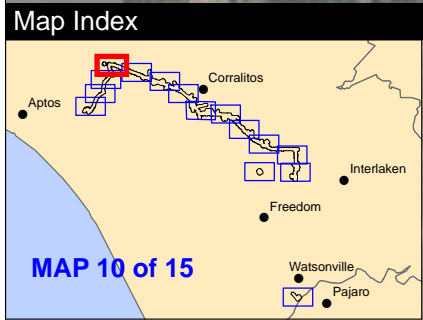 Map Index
Corralitos
Aptos
Interlaken
Freedom
MAP 10 of 15
Watsonville
Pajaro